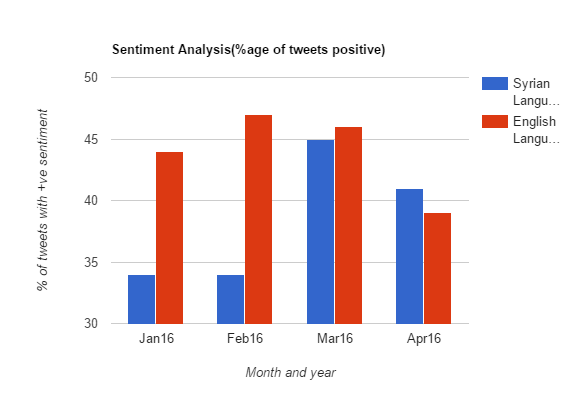 Sentiment Analysis(%age of tweets positive)
50
45
40
35
30
% of tweets with +ve sentiment
Jan16
Feb16
Mar16
Apr16
Month and year
Syrian
Langu...
English
Langu...